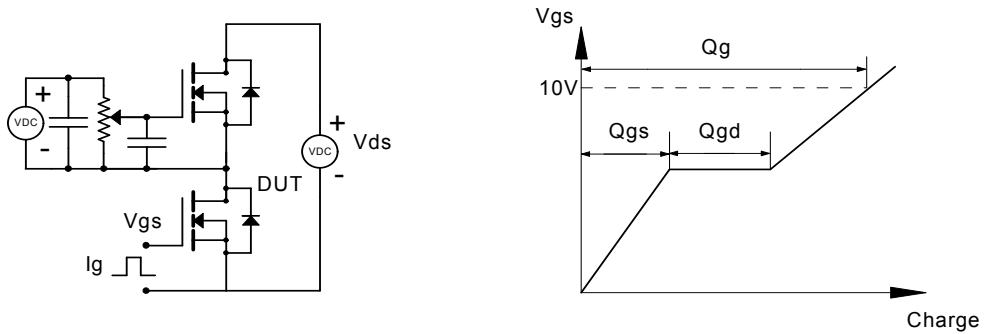 +
VDC
-
+
VDC
-
Vds
DUT
Vgs
Ig
Vgs
Qg
10V
Qgs
Qgd
Charge